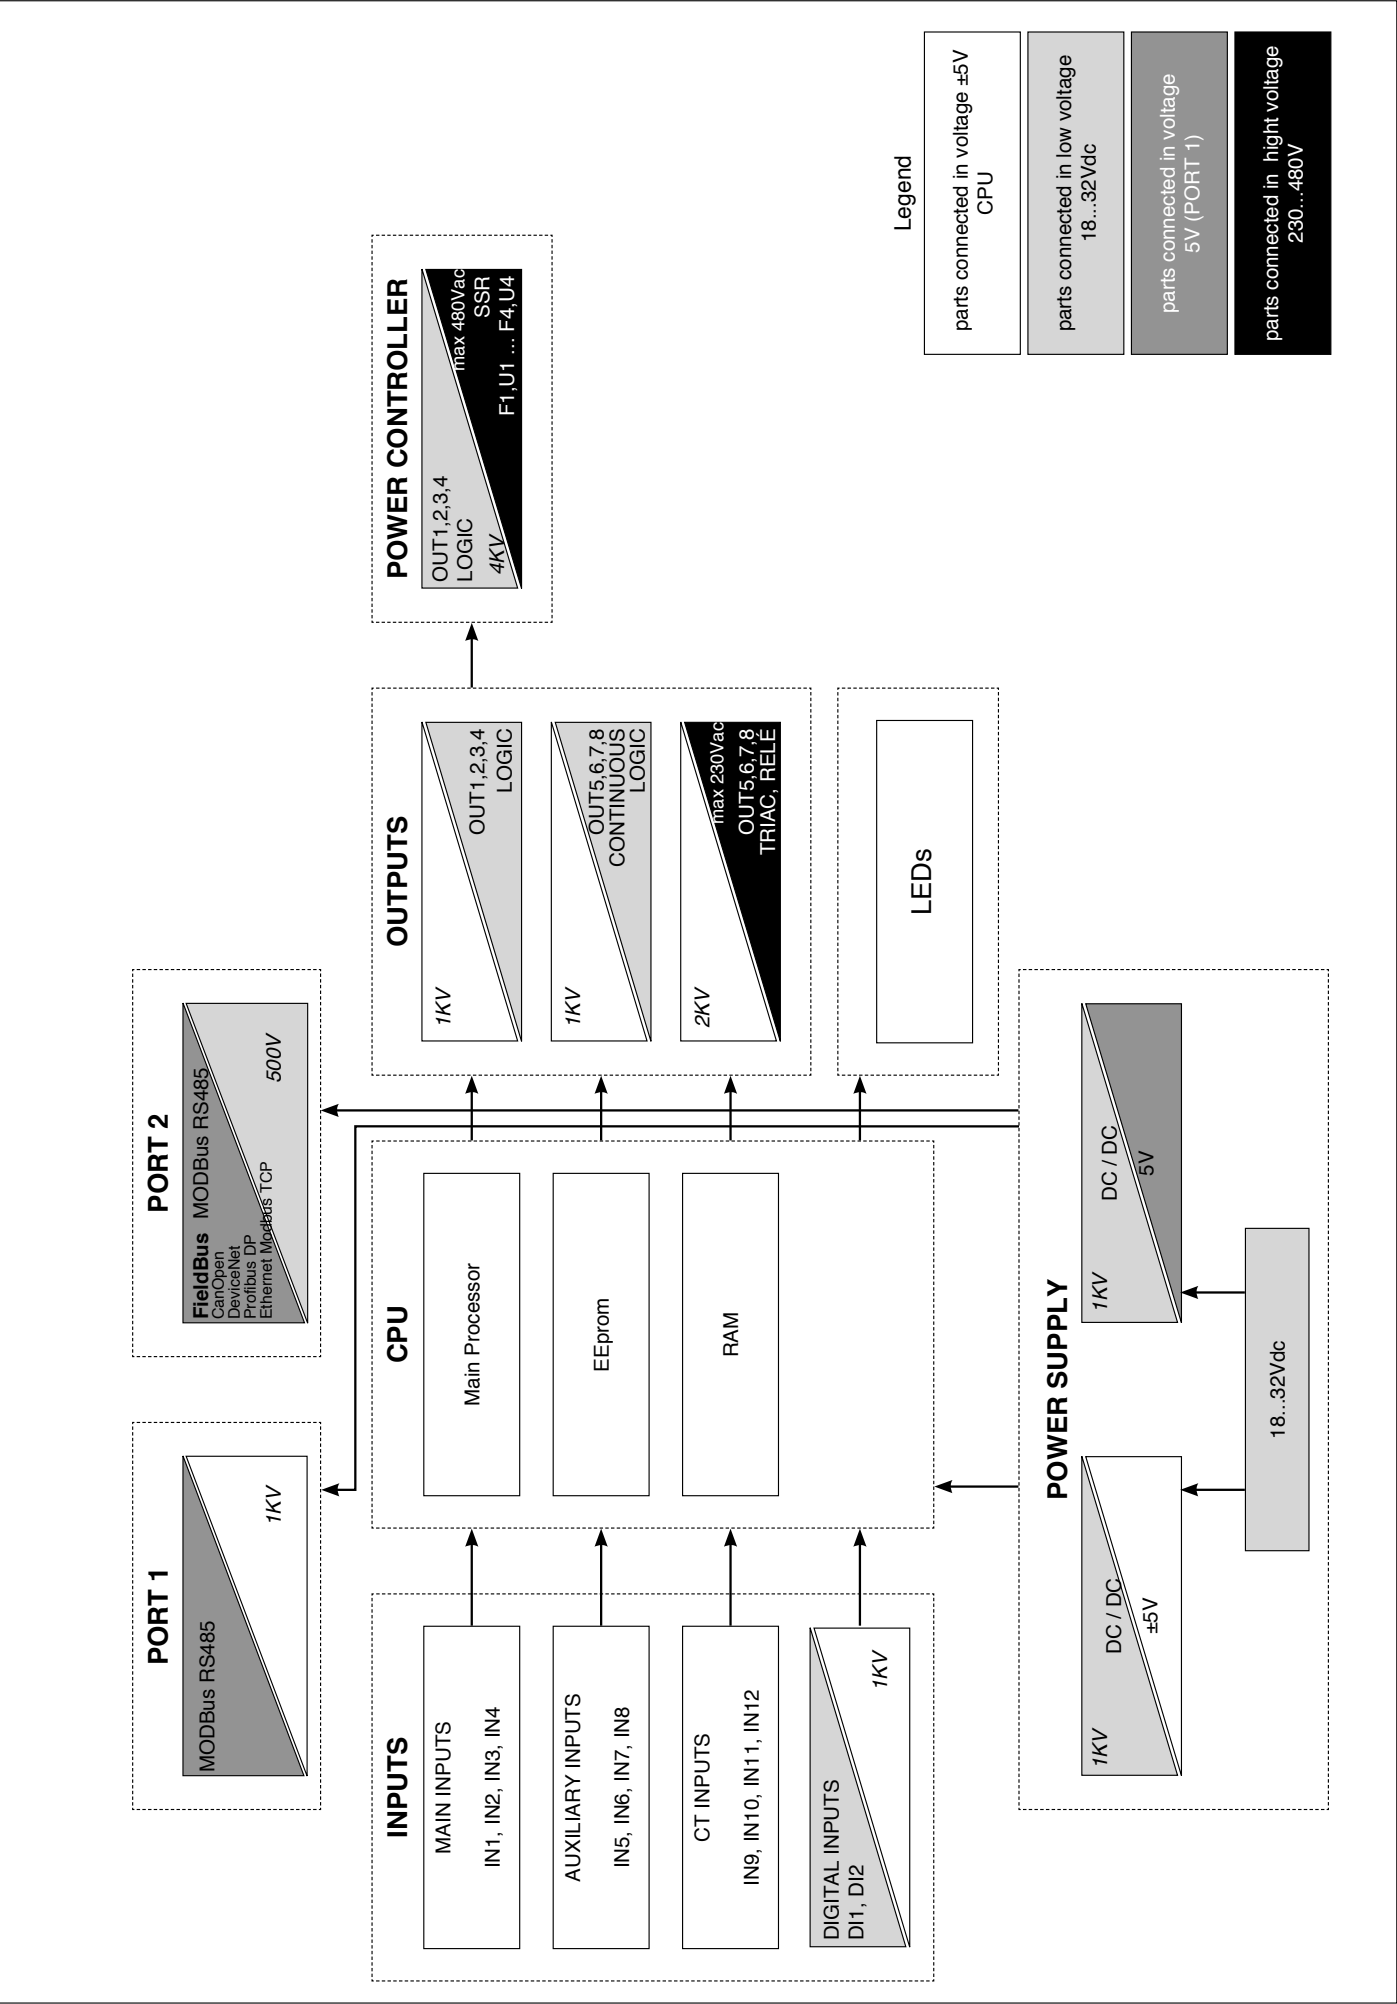 PORT 1
MODBus RS485
1KV
PORT 2
FieldBus MODBus RS485
CanOpen
DeviceNet
Profibus DP
Ethernet Modbus TCP
500V
INPUTS
MAIN INPUTS
IN1, IN2, IN3, IN4
AUXILIARY INPUTS
IN5, IN6, IN7, IN8
CT INPUTS
IN9, IN10, IN11, IN12
DIGITAL INPUTS
DI1, DI2
1KV
CPU
Main Processor
EEprom
RAM
OUTPUTS
1KV
OUT1,2,3,4
LOGIC
1KV
OUT5,6,7,8
CONTINUOUS
LOGIC
2KV
max 230Vac
OUT5,6,7,8
TRIAC, RELÉ
LEDs
POWER CONTROLLER
OUT1,2,3,4
LOGIC
4KV
max 480Vac
SSR
F1,U1 ... F4,U4
POWER SUPPLY
1KV
DC / DC
±5V
1KV
DC / DC
5V
18...32Vdc
Legend
parts connected in voltage ±5V
CPU
parts connected in low voltage
18...32Vdc
parts connected in voltage
5V (PORT 1)
parts connected in hight voltage
230...480V